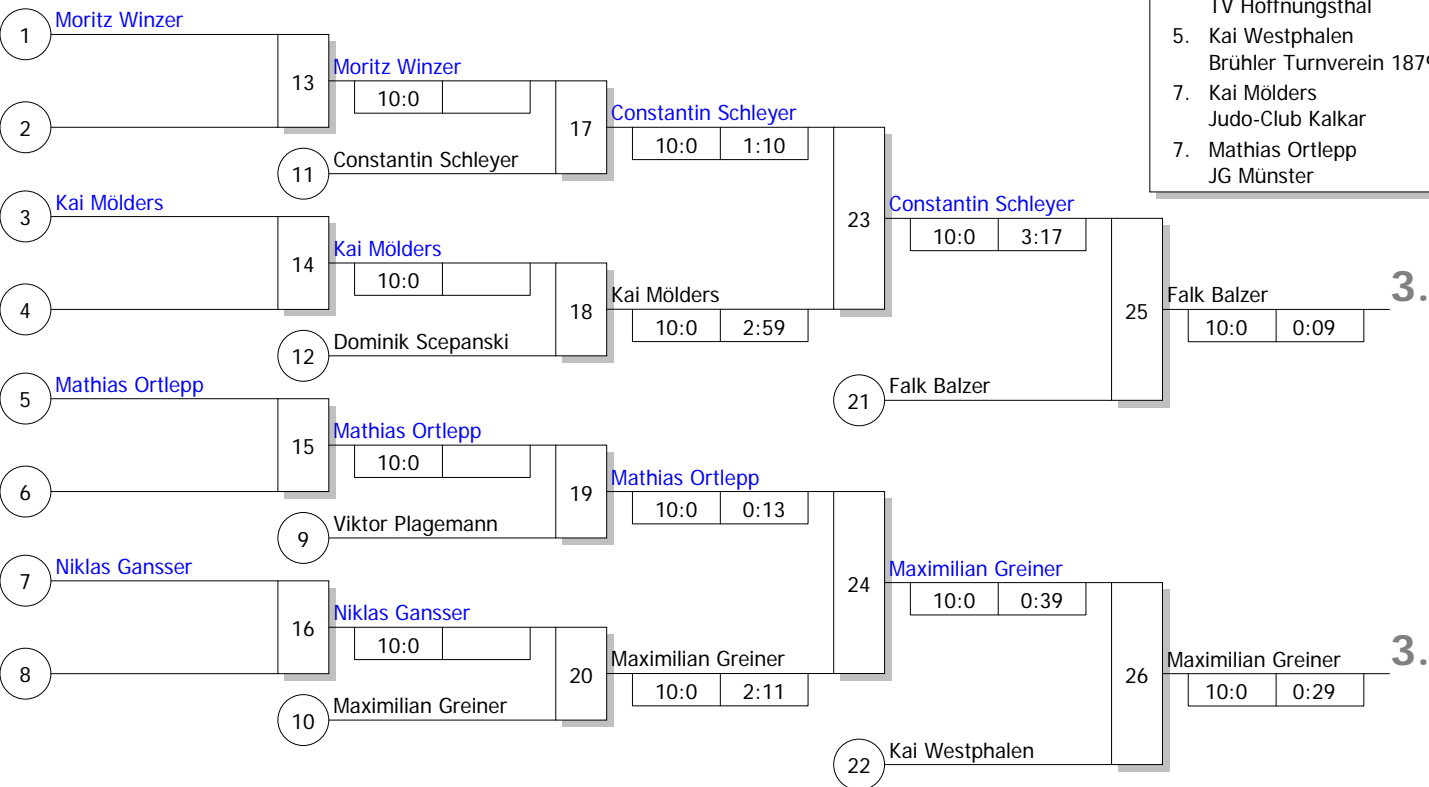 TV Hoffnungsthal
5. Kai Westphalen
Brühler Turnverein 1879
7. Kai Mölders
Judo-Club Kalkar
7. Mathias Ortlepp
JG Münster
1 Moritz Winzer
13
Moritz Winzer
10:0
2
17
Constantin Schleyer
10:0 1:10
11 Constantin Schleyer
3 Kai Mölders
23
Constantin Schleyer
10:0 3:17
14
Kai Mölders
10:0
4
18
Kai Mölders
10:0 2:59
12 Dominik Scepanski
25
Falk Balzer 3.
10:0 0:09
5 Mathias Ortlepp
21 Falk Balzer
15
Mathias Ortlepp
10:0
6
19
Mathias Ortlepp
10:0 0:13
9 Viktor Plagemann
7 Niklas Gansser
24
Maximilian Greiner
10:0 0:39
16
Niklas Gansser
10:0
8
20
Maximilian Greiner
10:0 2:11
10 Maximilian Greiner
26
Maximilian Greiner 3.
10:0 0:29
22 Kai Westphalen